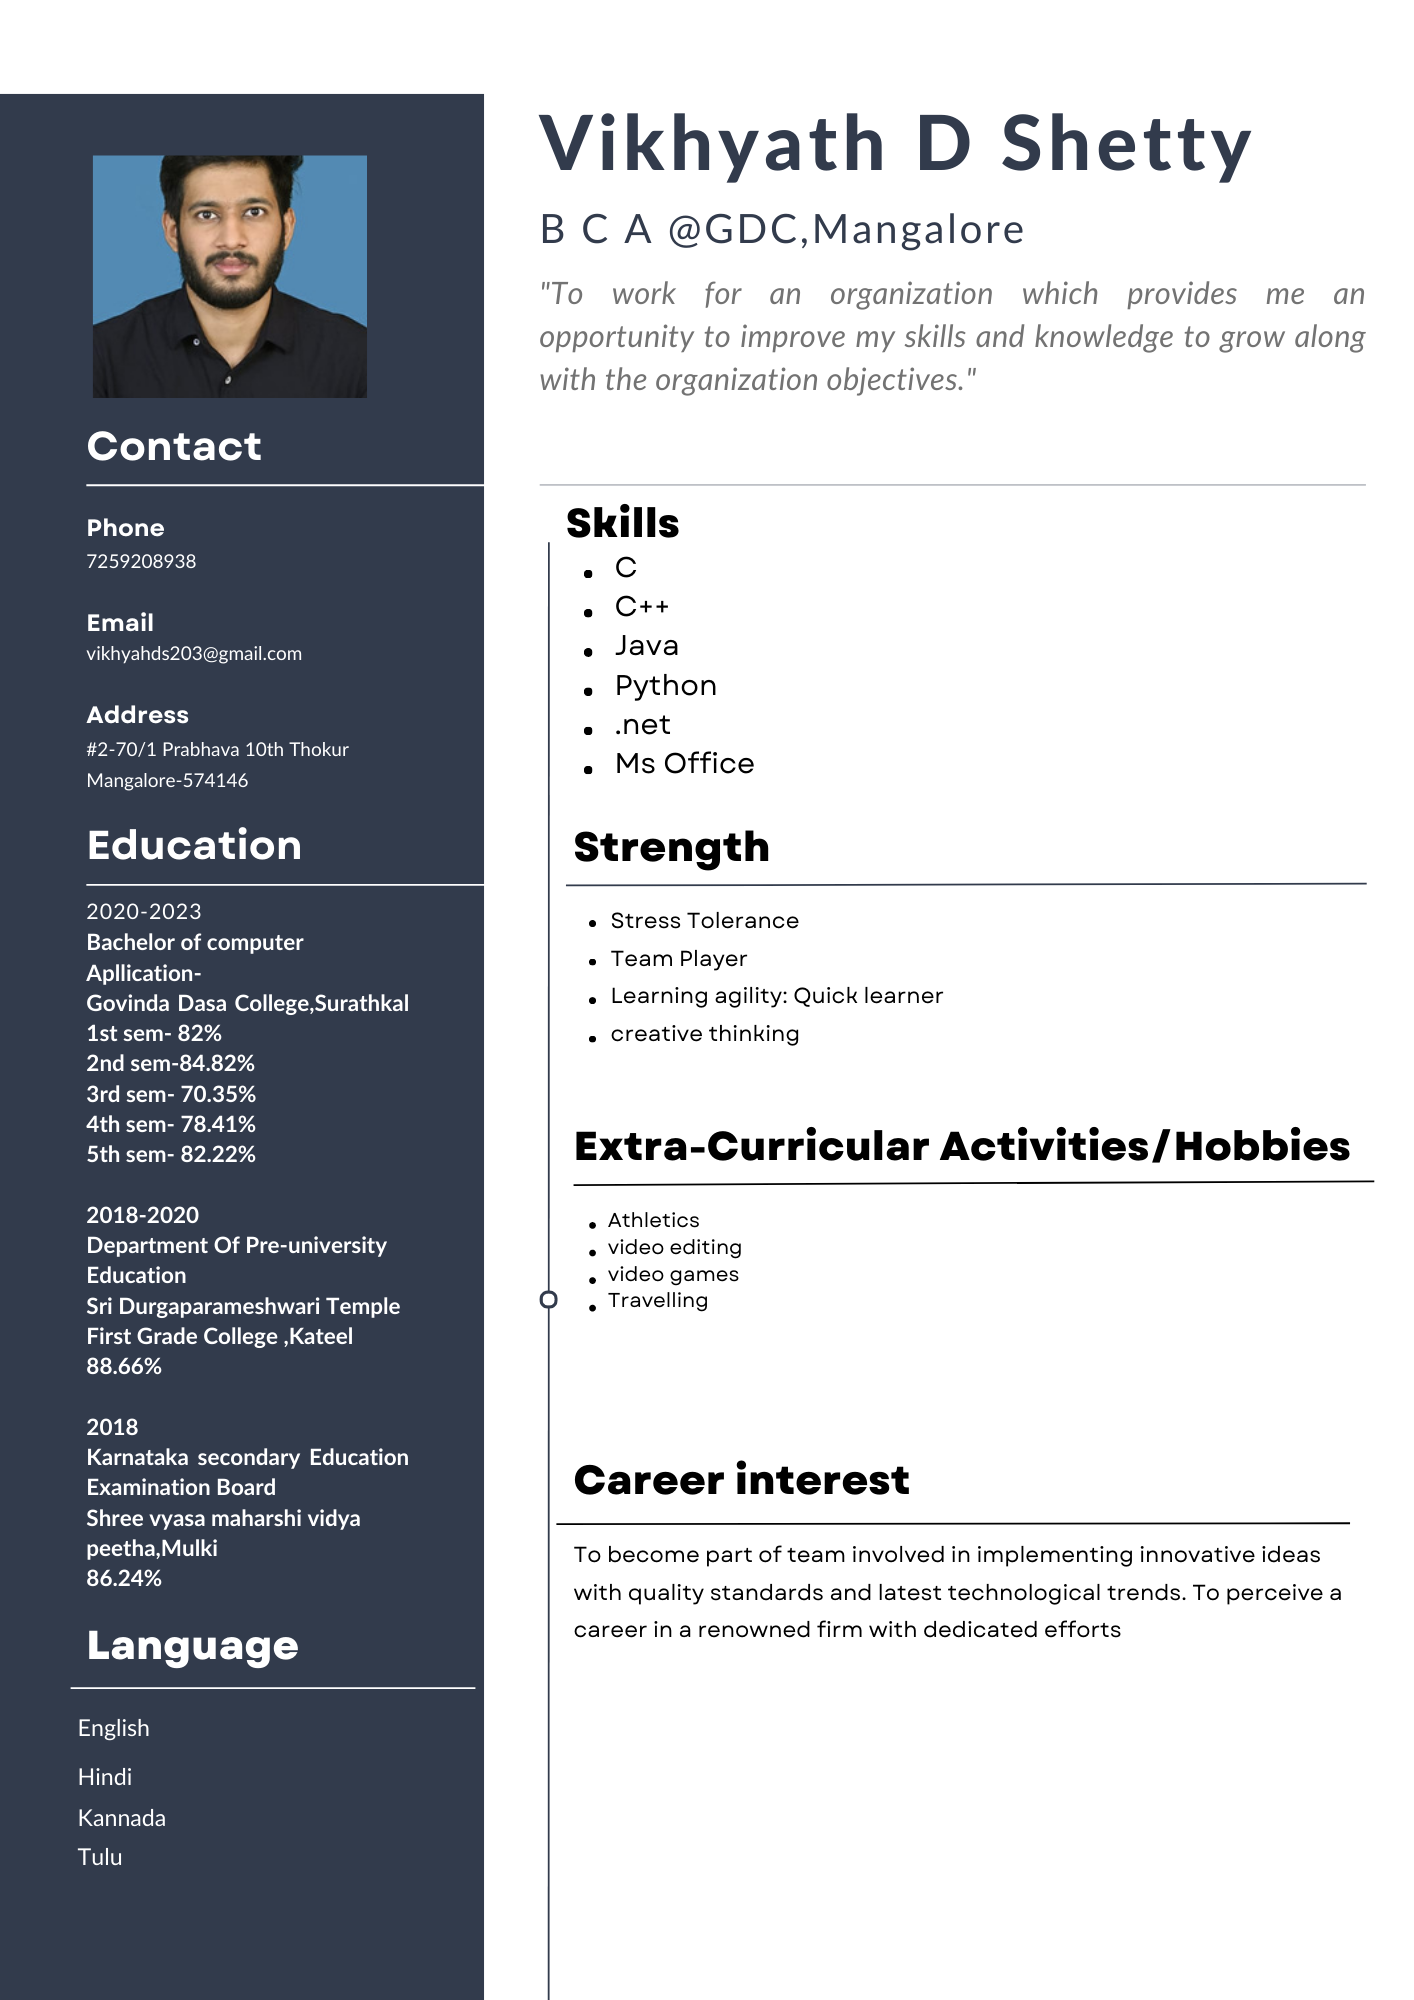 Vikhyath D Shetty
B C A @GDC,Mangalore
"To work for an organization which provides me an
opportunity to improve my skills and knowledge to grow along
with the organization objectives."
Contact
Phone
7259208938
Email
vikhyahds203@gmail.com
Address
#2-70/1 Prabhava 10th Thokur
Mangalore-574146
Education
2020-2023
Bachelor of computer
Apllication-
Govinda Dasa College,Surathkal
1st sem- 82%
2nd sem-84.82%
3rd sem- 70.35%
4th sem- 78.41%
5th sem- 82.22%
2018-2020
Department Of Pre-university
Education
Sri Durgaparameshwari Temple
First Grade College ,Kateel
88.66%
2018
Karnataka secondary Education
Examination Board
Shree vyasa maharshi vidya
peetha,Mulki
86.24%
Language
English
Hindi
Kannada
Tulu
Skills
• C
• C++
• Java
• Python
• .net
• Ms Office
Strength
• Stress Tolerance
• Team Player
• Learning agility: Quick learner
• creative thinking
Extra-Curricular Activities/Hobbies
• Athletics
• video editing
• video games
• Travelling
Career interest
To become part of team involved in implementing innovative ideas
with quality standards and latest technological trends. To perceive a
career in a renowned firm with dedicated efforts